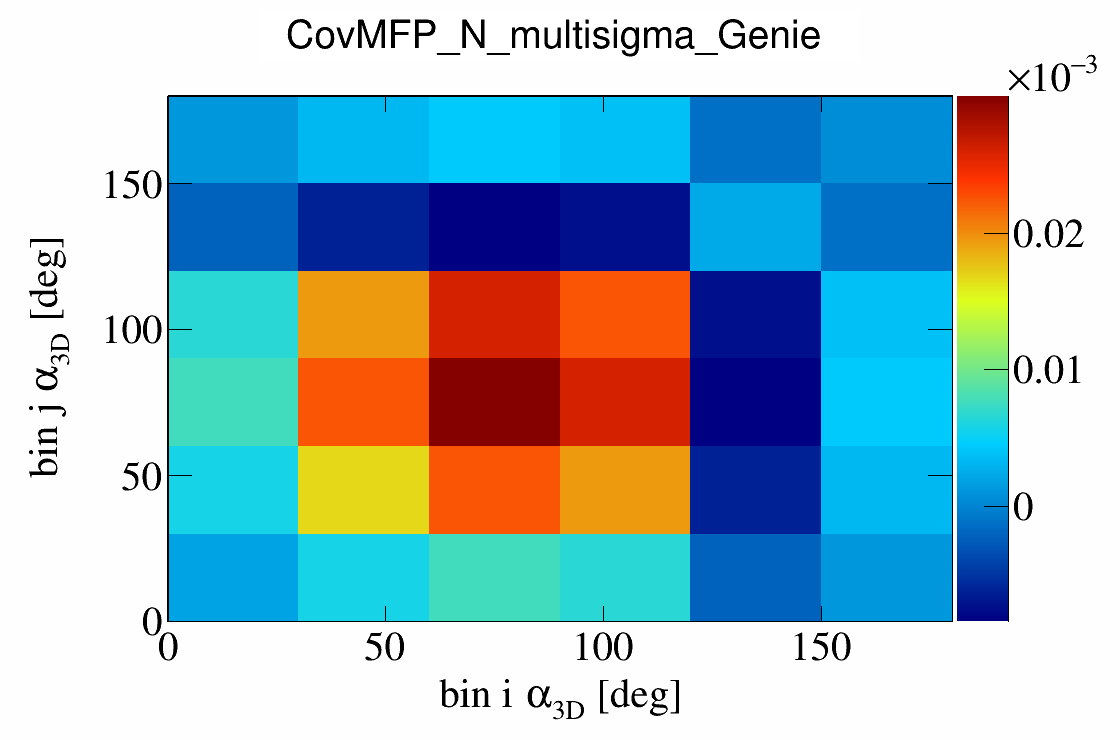 CovMFP_N_multisigma_Genie
×10⁻³
150
100
50
0
0.02
0.01
0
0 50 100 150
bin j α3D [deg]
bin i α3D [deg]